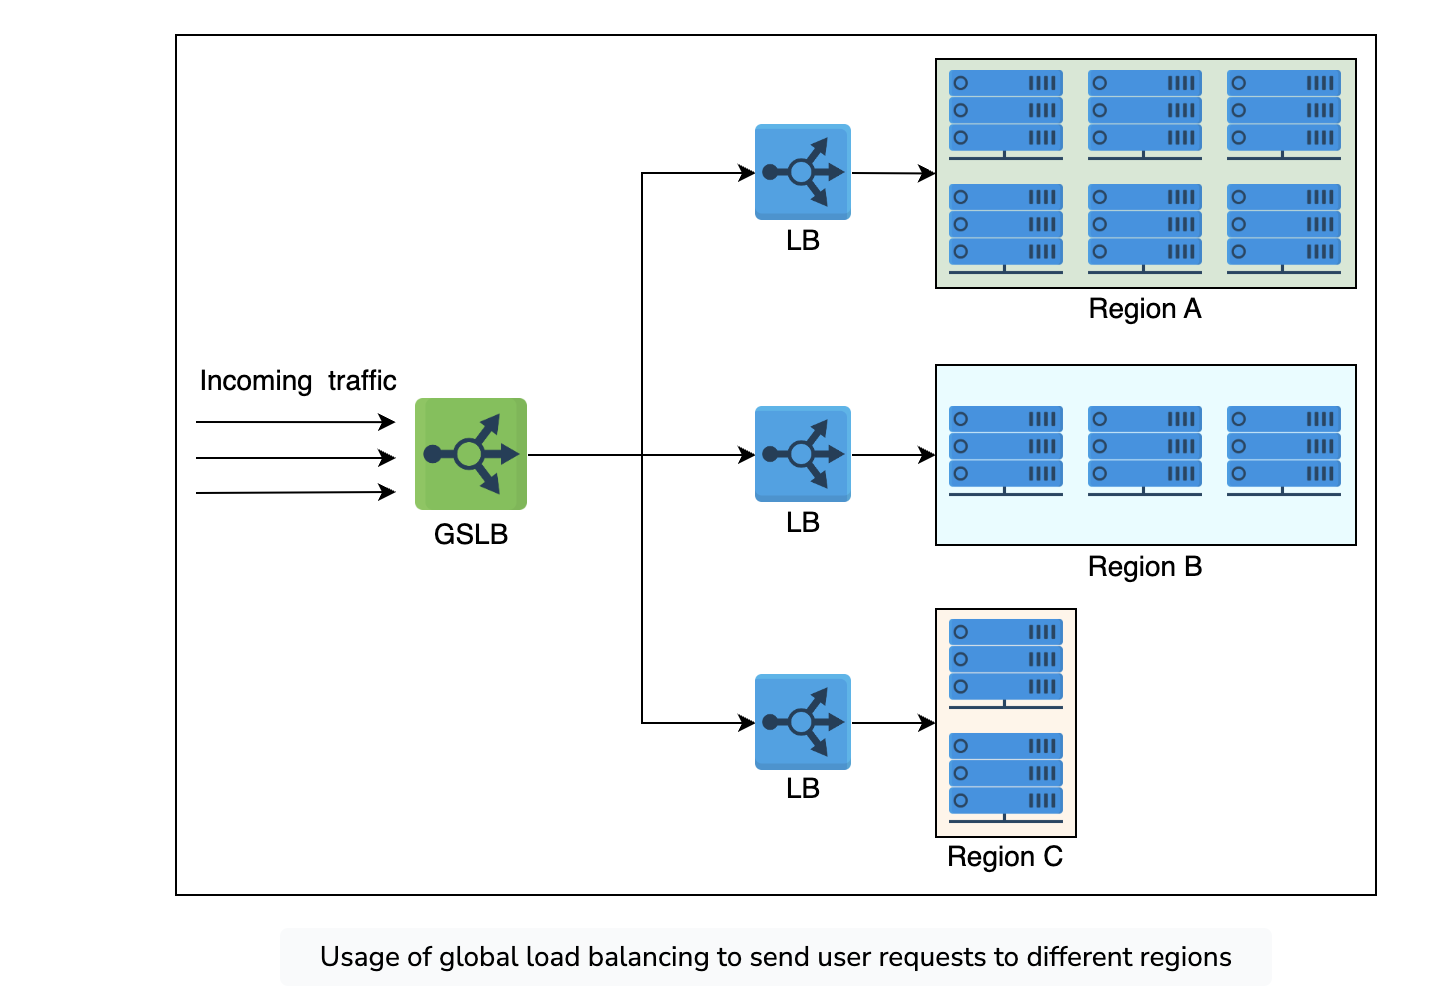 LB
Region A
Incoming traffic
GSLB
LB
Region B
LB
Region C
Usage of global load balancing to send user requests to different regions